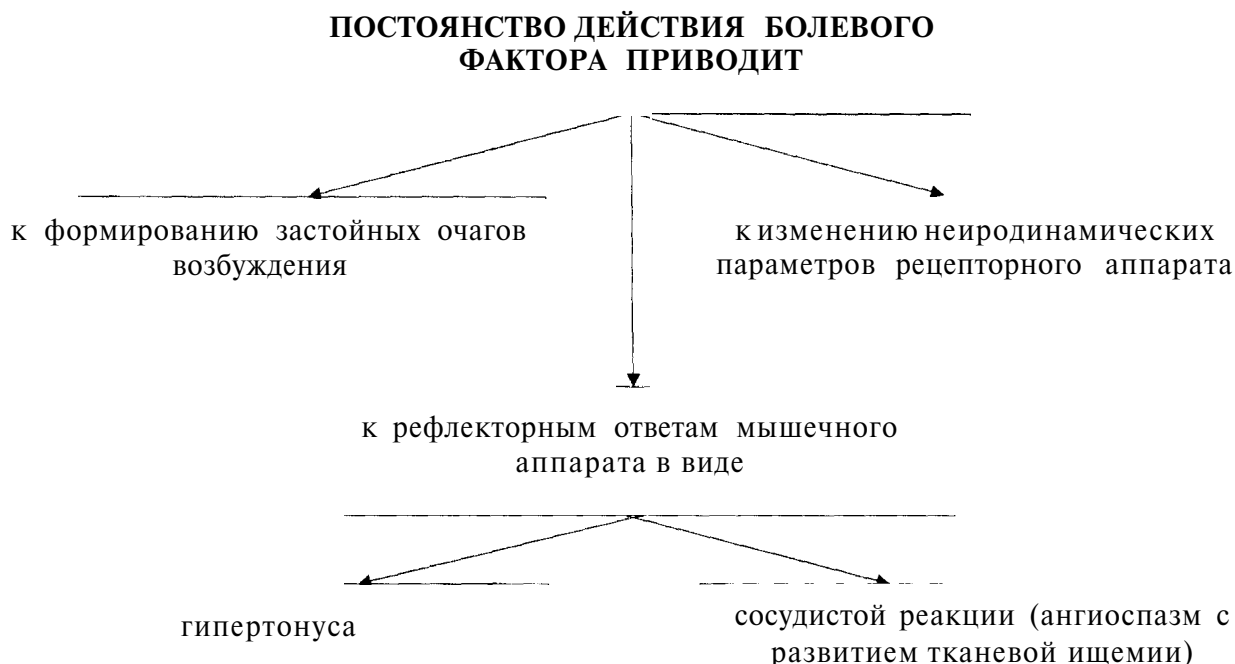 ПОСТОЯНСТВО ДЕЙСТВИЯ БОЛЕВОГО
ФАКТОРА ПРИВОДИТ
к формированию застойных очагов
возбуждения
к изменению неиродинамических
параметров рецепторного аппарата
к рефлекторным ответам мышечного
аппарата в виде
гипертонуса
сосудистой реакции (ангиоспазм с
развитием тканевой ишемии)